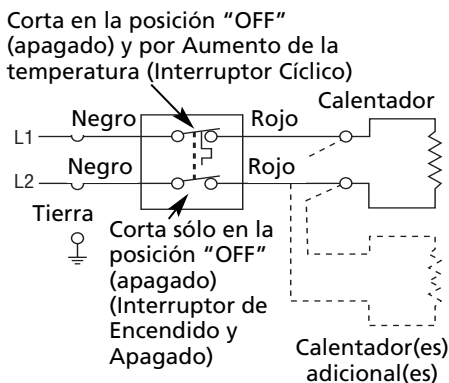 Corta en la posición “OFF”
(apagado) y por Aumento de la
temperatura (Interruptor Cíclico)
Calentador
Negro
Rojo
L1
Negro
Rojo
L2
Tierra
Corta sólo en la
posición “OFF”
(apagado)
(Interruptor de
Encendido y
Apagado)
Calentador(es)
adicional(es)